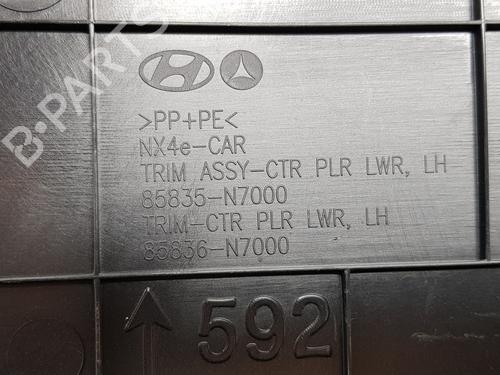 >PP+PE<
NX4e-CAR
TRIM ASSY-CTR PLR LWR, LH
85835-N7000
TRIM-CTR PLR LWR, LH
85836-N7000
592
B-PARTS